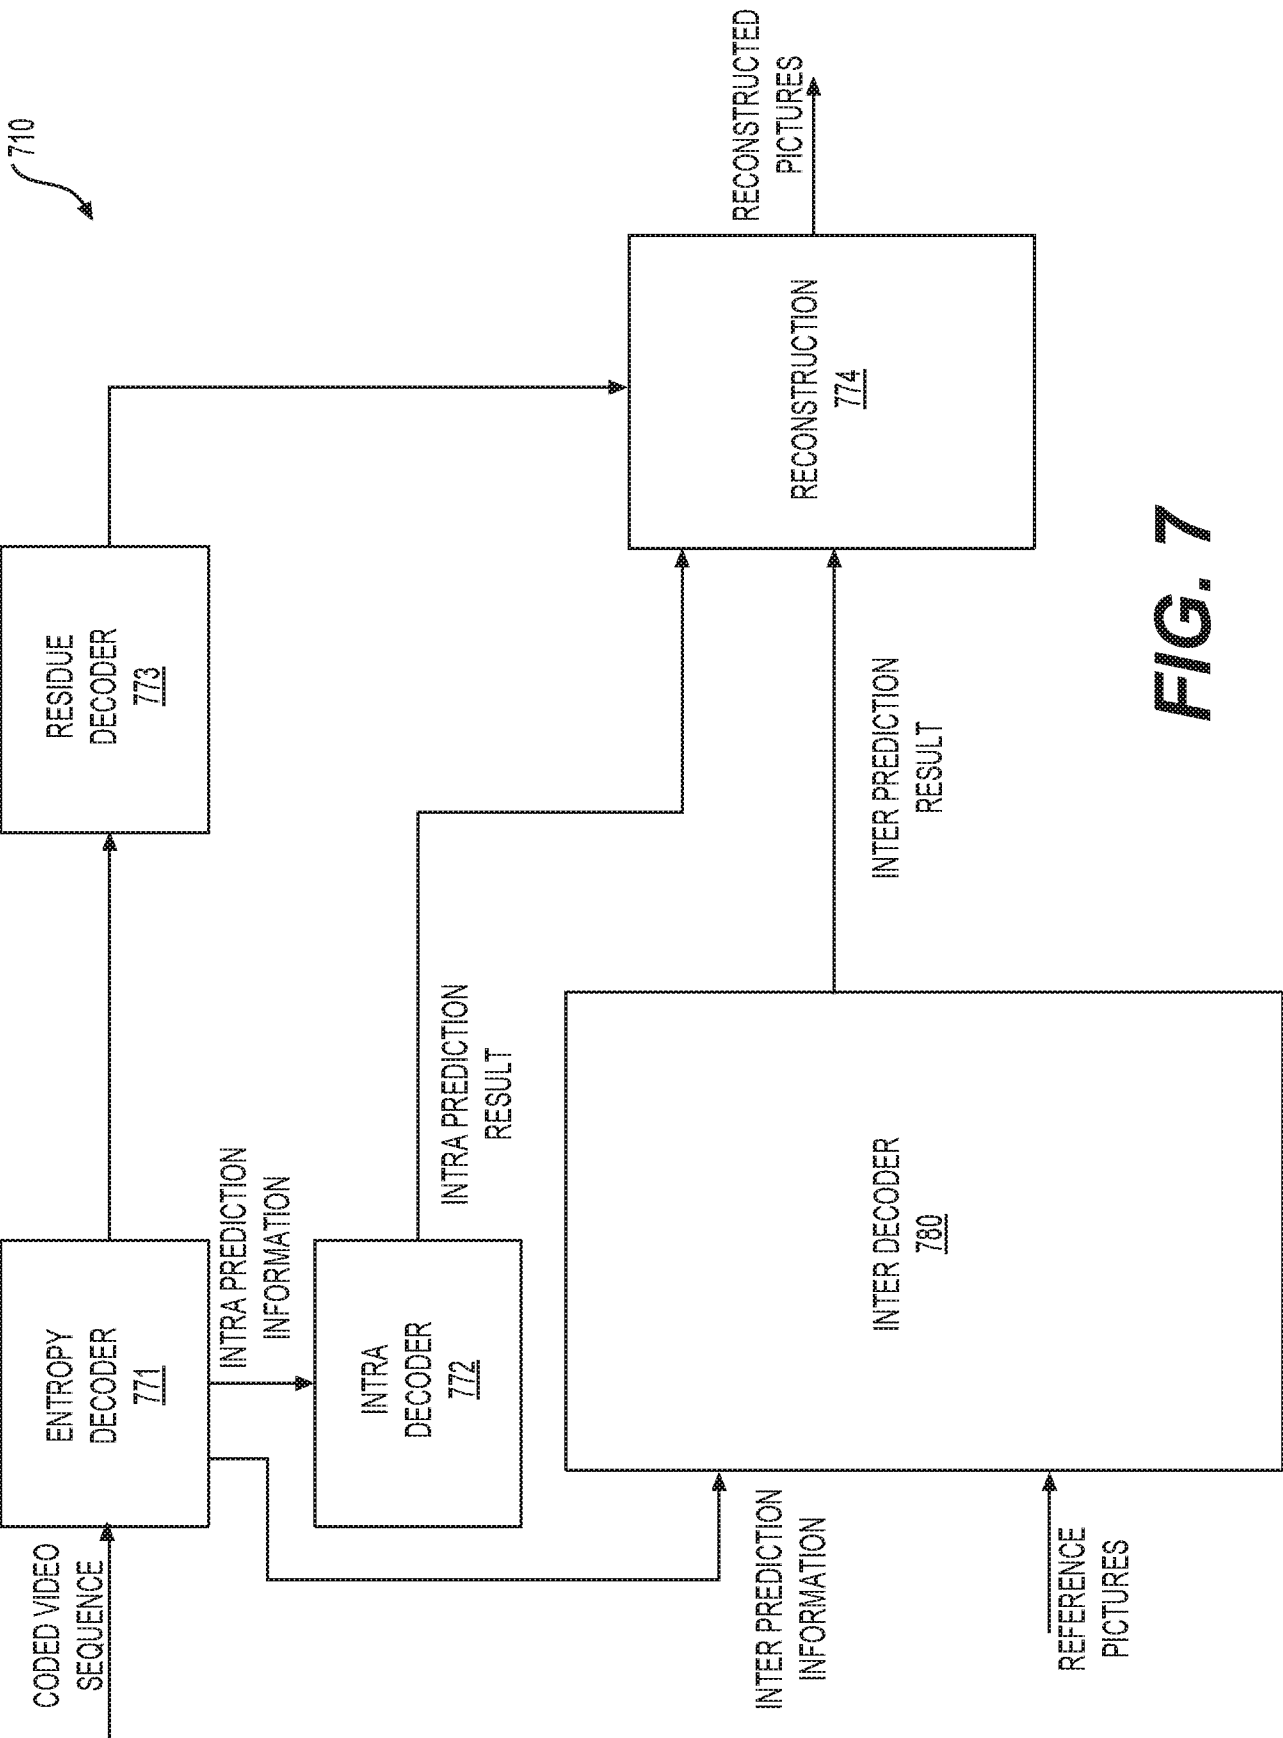 710
CODED VIDEO
SEQUENCE
ENTROPY
DECODER
771
RESIDUE
DECODER
773
INTRA PREDICTION
INFORMATION
INTRA
DECODER
772
INTRA PREDICTION
RESULT
INTER PREDICTION
INFORMATION
REFERENCE
PICTURES
INTER DECODER
780
INTER PREDICTION
RESULT
RECONSTRUCTION
774
RECONSTRUCTED
PICTURES
FIG. 7